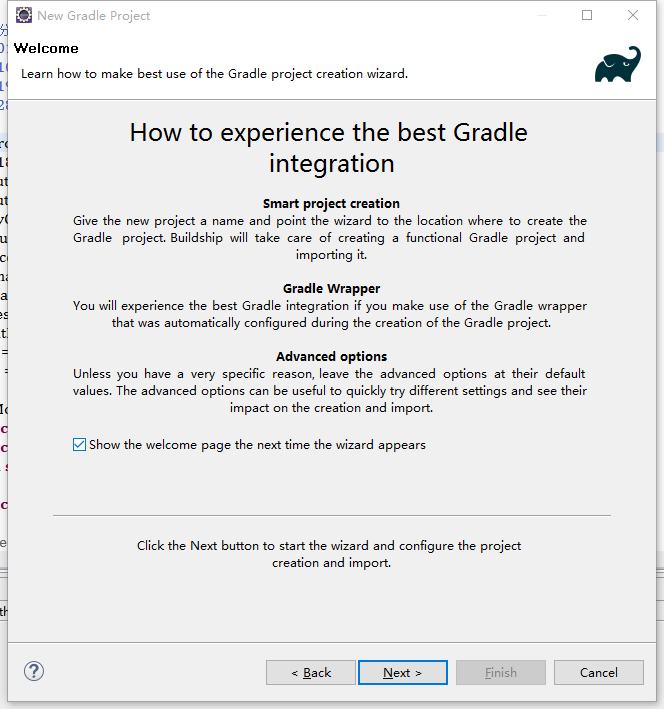 New Gradle Project
Welcome
Learn how to make best use of the Gradle project creation wizard.
How to experience the best Gradle
integration
Smart project creation
Give the new project a name and point the wizard to the location where to create the
Gradle project. Buildship will take care of creating a functional Gradle project and
importing it.
Gradle Wrapper
You will experience the best Gradle integration if you make use of the Gradle wrapper
that was automatically configured during the creation of the Gradle project.
Advanced options
Unless you have a very specific reason, leave the advanced options at their default
values. The advanced options can be useful to quickly try different settings and see their
impact on the creation and import.
Show the welcome page the next time the wizard appears
Click the Next button to start the wizard and configure the project
creation and import.
? < Back Next > Finish Cancel